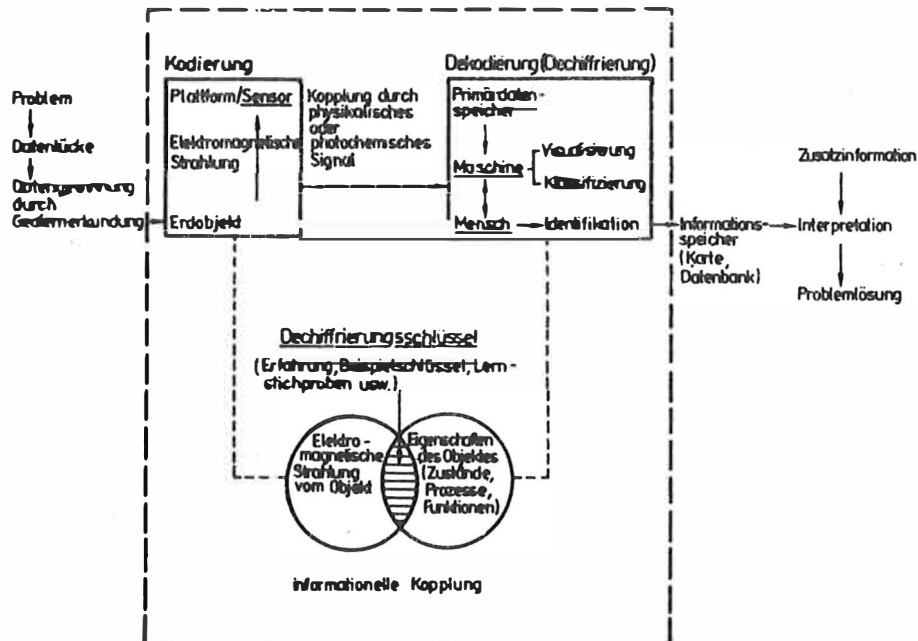 Problem
Datenlücke
Datengewinnung
durch
Geofernerkundung
Kodierung
Plattform/Sensor
Elektromagnetische
Strahlung
Erdobjekt
Kopplung durch
physikalisches
oder
photochemisches
Signal
Dekodierung (Dechiffrierung)
Primärdaten-
speicher
Maschine
Visualisierung
Klassifizierung
Mensch
Identifikation
Informations-
speicher
(Karte,
Datenbank)
Zusatzinformation
Interpretation
Problemlösung
Dechiffrierungsschlüssel
(Erfahrung, Beispielschlüssel, Lern-
stichproben usw.)
Elektro-
magnetische
Strahlung
vom Objekt
Eigenschaften
des Objektes
(Zustände,
Prozesse,
Funktionen)
informationelle Kopplung